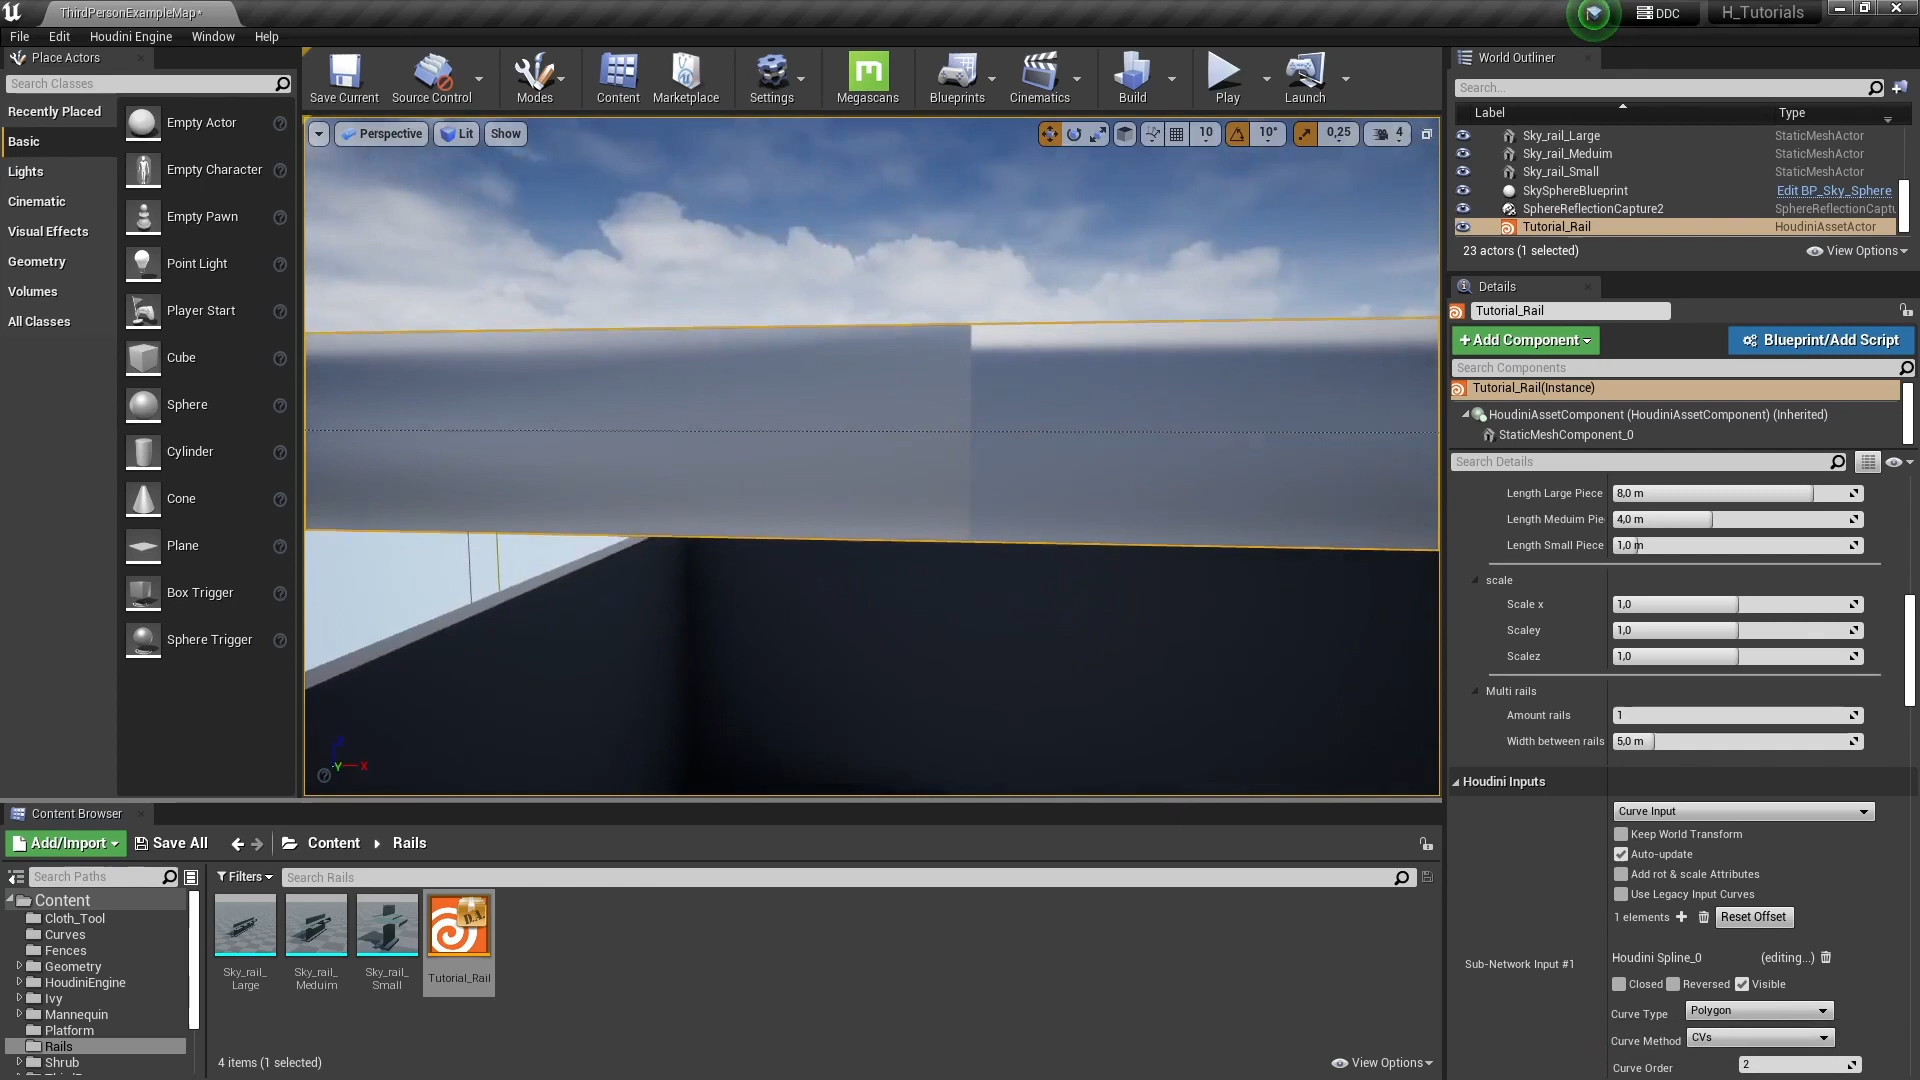 ThirdPersonExampleMap*
DDC
H_Tutorials
File
Edit
Houdini Engine
Window
Help
Place Actors
Search Classes
Recently Placed
Basic
Lights
Cinematic
Visual Effects
Geometry
Volumes
All Classes
Empty Actor
Empty Character
Empty Pawn
Point Light
Player Start
Cube
Sphere
Cylinder
Cone
Plane
Box Trigger
Sphere Trigger
Save Current
Source Control
Modes
Content
Marketplace
Settings
Megascans
Blueprints
Cinematics
Build
Play
Launch
Perspective
Lit
Show
10
10°
0,25
4
Y
X
World Outliner
Search...
Label
Type
Sky_rail_Large
StaticMeshActor
Sky_rail_Meduim
StaticMeshActor
Sky_rail_Small
StaticMeshActor
SkySphereBlueprint
Edit BP_Sky_Sphere
SphereReflectionCapture2
SphereReflectionCaptu
Tutorial_Rail
HoudiniAssetActor
23 actors (1 selected)
View Options
Details
Tutorial_Rail
+Add Component
Blueprint/Add Script
Search Components
Tutorial_Rail(Instance)
HoudiniAssetComponent (HoudiniAssetComponent) (Inherited)
StaticMeshComponent_0
Search Details
Length Large Piece
8,0 m
Length Meduim Pie
4,0 m
Length Small Piece
1,0 m
scale
Scale x
1,0
Scaley
1,0
Scalez
1,0
Multi rails
Amount rails
1
Width between rails
5,0 m
Houdini Inputs
Curve Input
Keep World Transform
Auto-update
Add rot & scale Attributes
Use Legacy Input Curves
1 elements
Reset Offset
Sub-Network Input #1
Houdini Spline_0
(editing...)
Closed
Reversed
Visible
Curve Type
Polygon
Curve Method
CVs
Curve Order
2
Content Browser
Add/Import
Save All
Content
Rails
Search Paths
Filters
Search Rails
Content
Cloth_Tool
Curves
Fences
Geometry
HoudiniEngine
Ivy
Mannequin
Platform
Rails
Shrub
Sky_rail_
Large
Sky_rail_
Meduim
Sky_rail_
Small
Tutorial_Rail
4 items (1 selected)
View Options